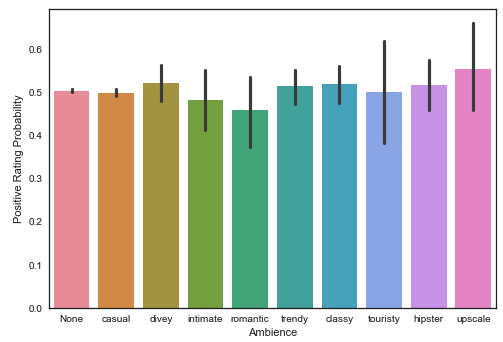 Positive Rating Probability
0.6
0.5
0.4
0.3
0.2
0.1
0.0
None casual divey intimate romantic trendy classy touristy hipster upscale
Ambience